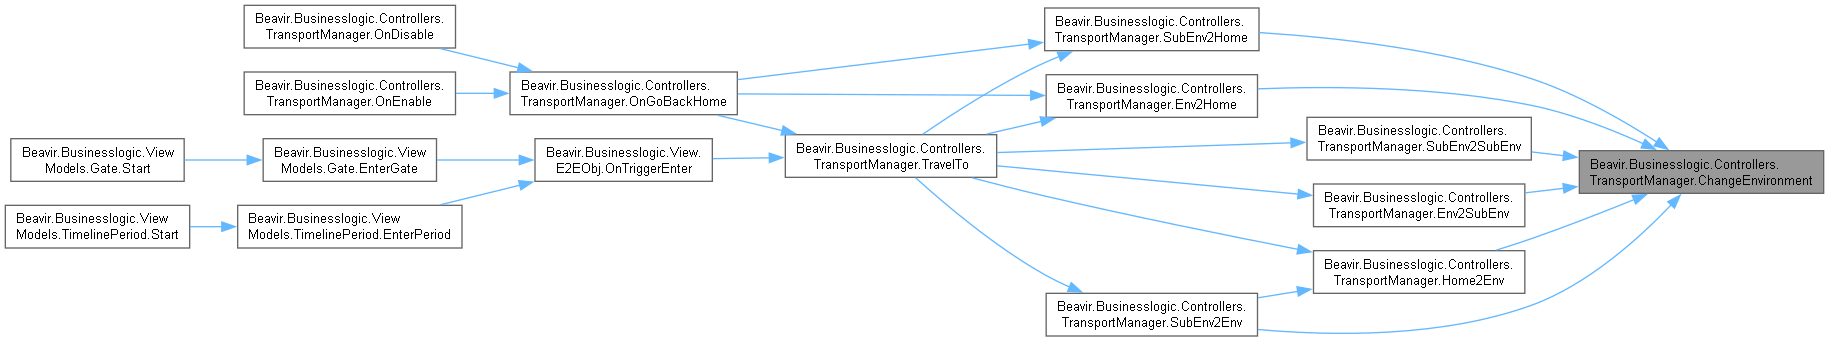 Beavir.Businesslogic.Controllers.
TransportManager.OnDisable
Beavir.Businesslogic.Controllers.
TransportManager.OnEnable
Beavir.Businesslogic.View
Models.Gate.Start
Beavir.Businesslogic.View
Models.TimelinePeriod.Start
Beavir.Businesslogic.View
Models.Gate.EnterGate
Beavir.Businesslogic.View
Models.TimelinePeriod.EnterPeriod
Beavir.Businesslogic.Controllers.
TransportManager.OnGoBackHome
Beavir.Businesslogic.View.
E2EObj.OnTriggerEnter
Beavir.Businesslogic.Controllers.
TransportManager.TravelTo
Beavir.Businesslogic.Controllers.
TransportManager.SubEnv2Home
Beavir.Businesslogic.Controllers.
TransportManager.Env2Home
Beavir.Businesslogic.Controllers.
TransportManager.SubEnv2SubEnv
Beavir.Businesslogic.Controllers.
TransportManager.Env2SubEnv
Beavir.Businesslogic.Controllers.
TransportManager.Home2Env
Beavir.Businesslogic.Controllers.
TransportManager.SubEnv2Env
Beavir.Businesslogic.Controllers.
TransportManager.ChangeEnvironment